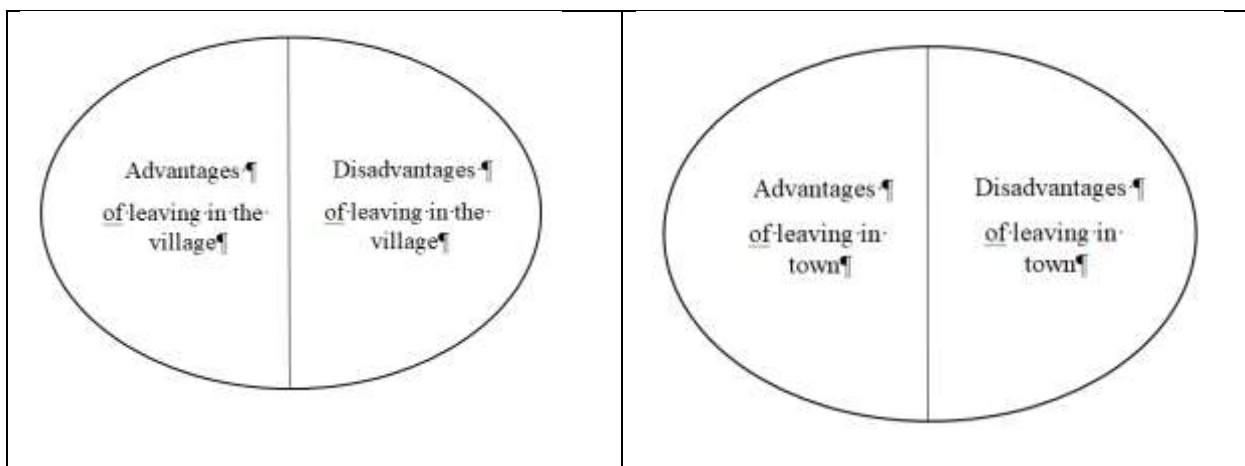 Advantages·¶
of·leaving·in·the·
village¶
Disadvantages·¶
of·leaving·in·the·
village¶
Advantages·¶
of·leaving·in·
town¶
Disadvantages·¶
of·leaving·in·
town¶